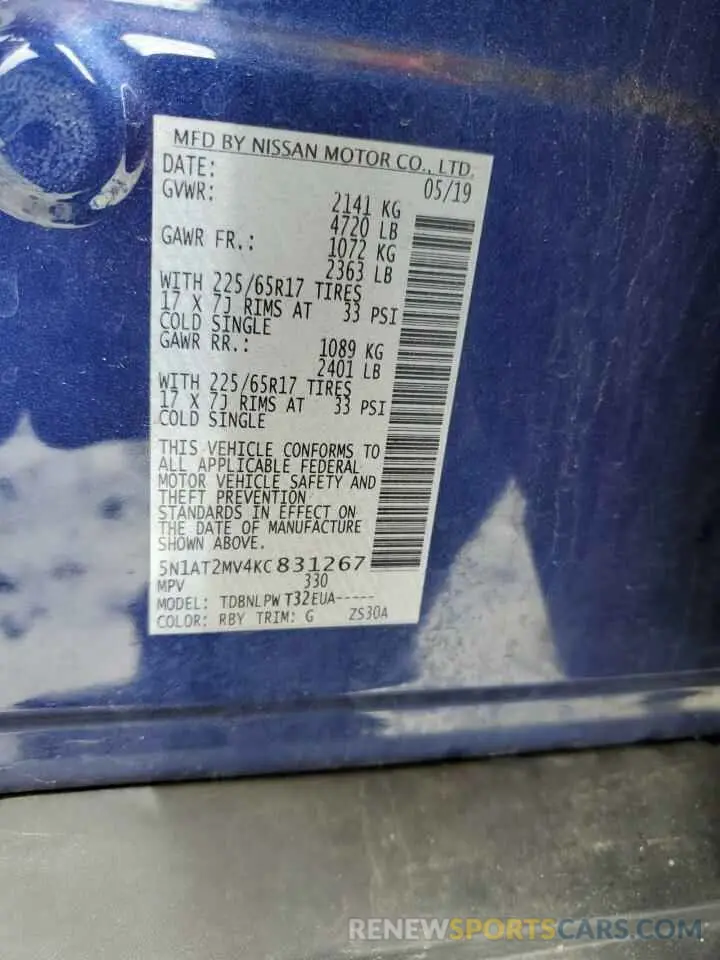 MFD BY NISSAN MOTOR CO., LTD.
DATE: 05/19
GVWR: 2141 KG
4720 LB
GAWR FR.: 1072 KG
2363 LB
WITH 225/65R17 TIRES
17 X 7J RIMS AT 33 PSI
COLD SINGLE
GAWR RR.: 1089 KG
2401 LB
WITH 225/65R17 TIRES
17 X 7J RIMS AT 33 PSI
COLD SINGLE
THIS VEHICLE CONFORMS TO
ALL APPLICABLE FEDERAL
MOTOR VEHICLE SAFETY AND
THEFT PREVENTION
STANDARDS IN EFFECT ON
THE DATE OF MANUFACTURE
SHOWN ABOVE.
5N1AT2MV4KC831267
MPV 330
MODEL: TDBNLPW T32EUA-----
COLOR: RBY TRIM: G ZS30A
RENEWSPORTSCARS.COM